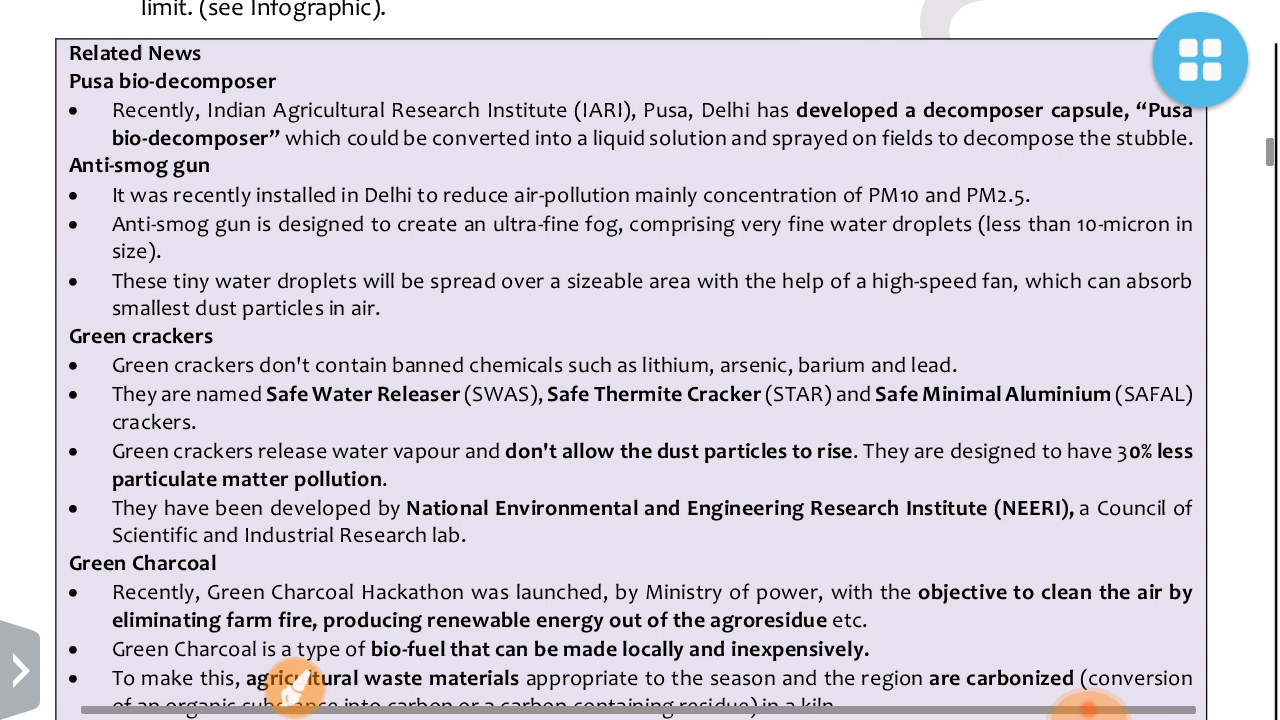 limit. (see Infographic).
Related News
Pusa bio-decomposer
• Recently, Indian Agricultural Research Institute (IARI), Pusa, Delhi has developed a decomposer capsule, “Pusa
bio-decomposer” which could be converted into a liquid solution and sprayed on fields to decompose the stubble.
Anti-smog gun
• It was recently installed in Delhi to reduce air-pollution mainly concentration of PM10 and PM2.5.
• Anti-smog gun is designed to create an ultra-fine fog, comprising very fine water droplets (less than 10-micron in
size).
• These tiny water droplets will be spread over a sizeable area with the help of a high-speed fan, which can absorb
smallest dust particles in air.
Green crackers
• Green crackers don't contain banned chemicals such as lithium, arsenic, barium and lead.
• They are named Safe Water Releaser (SWAS), Safe Thermite Cracker (STAR) and Safe Minimal Aluminium (SAFAL)
crackers.
• Green crackers release water vapour and don't allow the dust particles to rise. They are designed to have 30% less
particulate matter pollution.
• They have been developed by National Environmental and Engineering Research Institute (NEERI), a Council of
Scientific and Industrial Research lab.
Green Charcoal
• Recently, Green Charcoal Hackathon was launched, by Ministry of power, with the objective to clean the air by
eliminating farm fire, producing renewable energy out of the agroresidue etc.
• Green Charcoal is a type of bio-fuel that can be made locally and inexpensively.
• To make this, agricultural waste materials appropriate to the season and the region are carbonized (conversion
of an organic substance into carbon or a carbon-containing residue) in a kiln